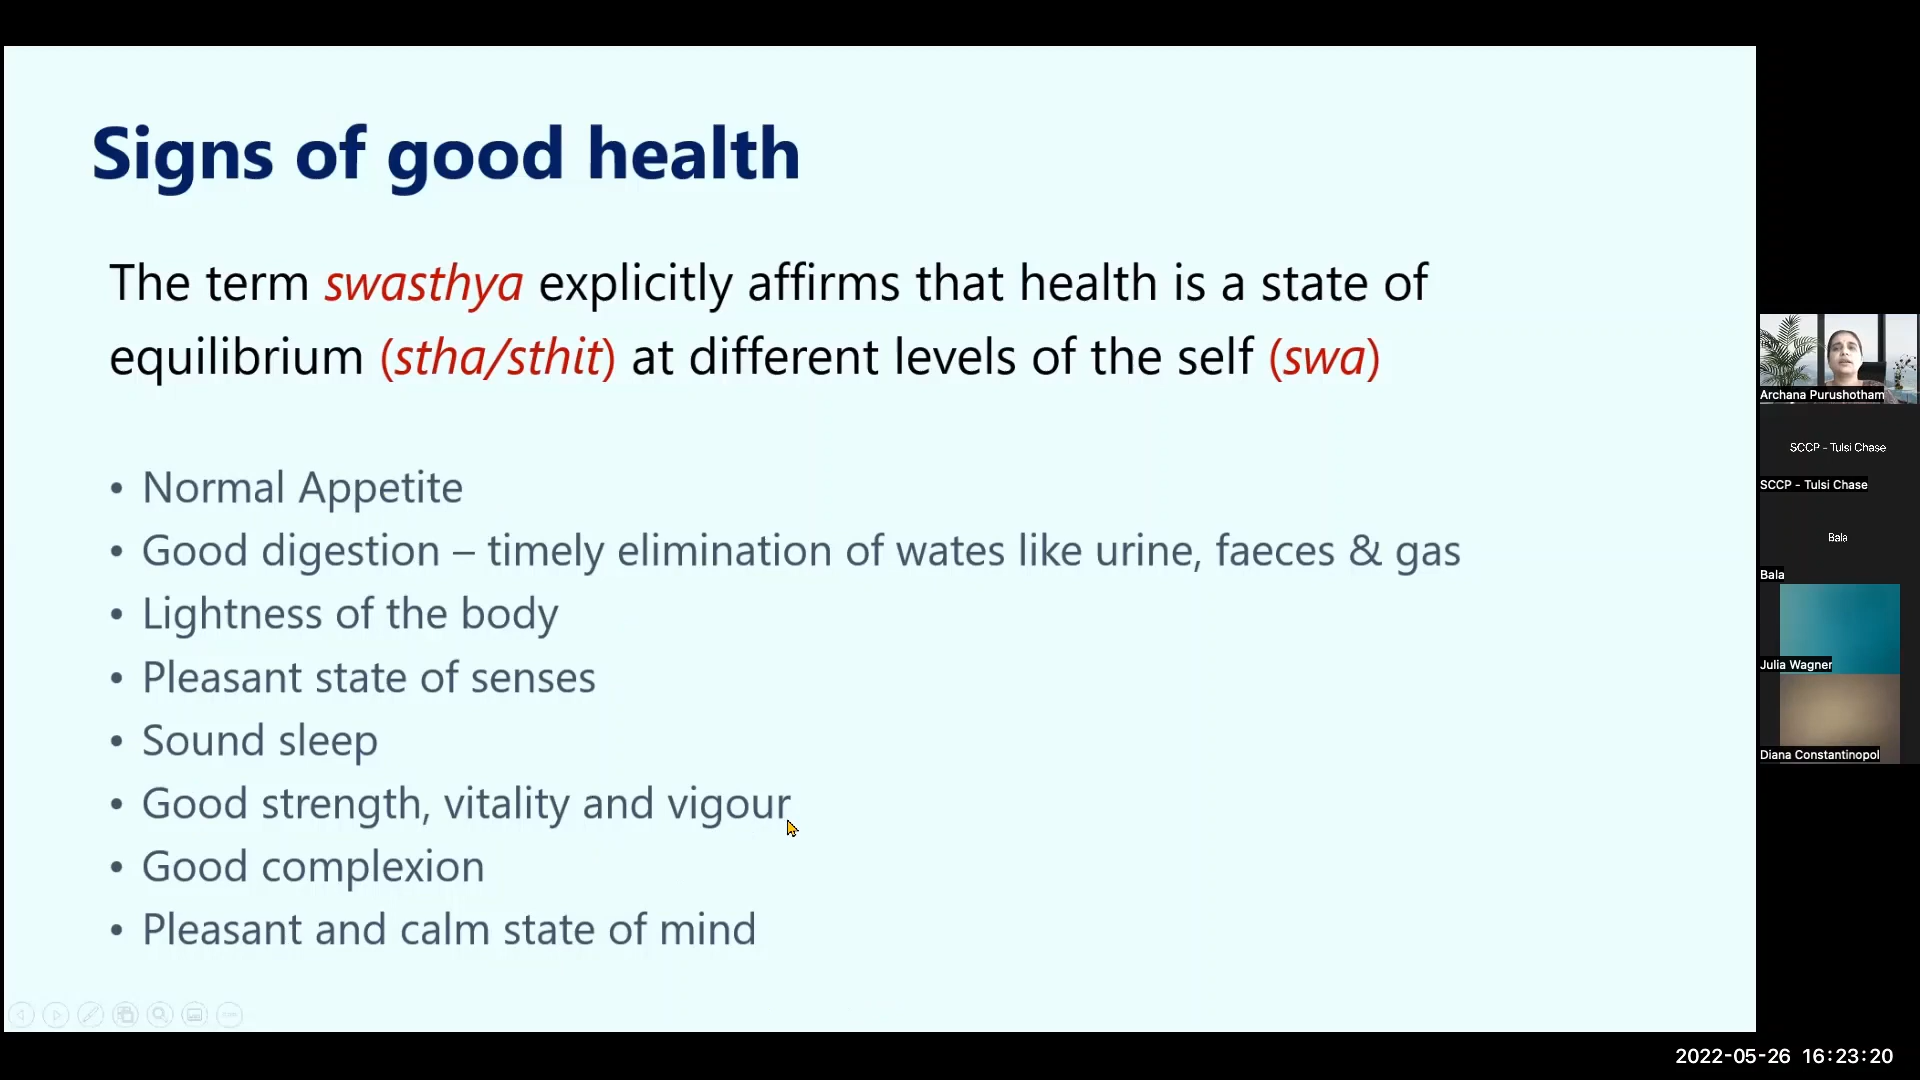 Signs of good health
The term swasthya explicitly affirms that health is a state of
equilibrium (stha/sthit) at different levels of the self (swa)
• Normal Appetite
• Good digestion – timely elimination of wates like urine, faeces & gas
• Lightness of the body
• Pleasant state of senses
• Sound sleep
• Good strength, vitality and vigour
• Good complexion
• Pleasant and calm state of mind
Archana Purushotham
SCCP - Tulsi Chase
SCCP - Tulsi Chase
Bala
Bala
Julia Wagner
Diana Constantinopol
2022-05-26 16:23:20